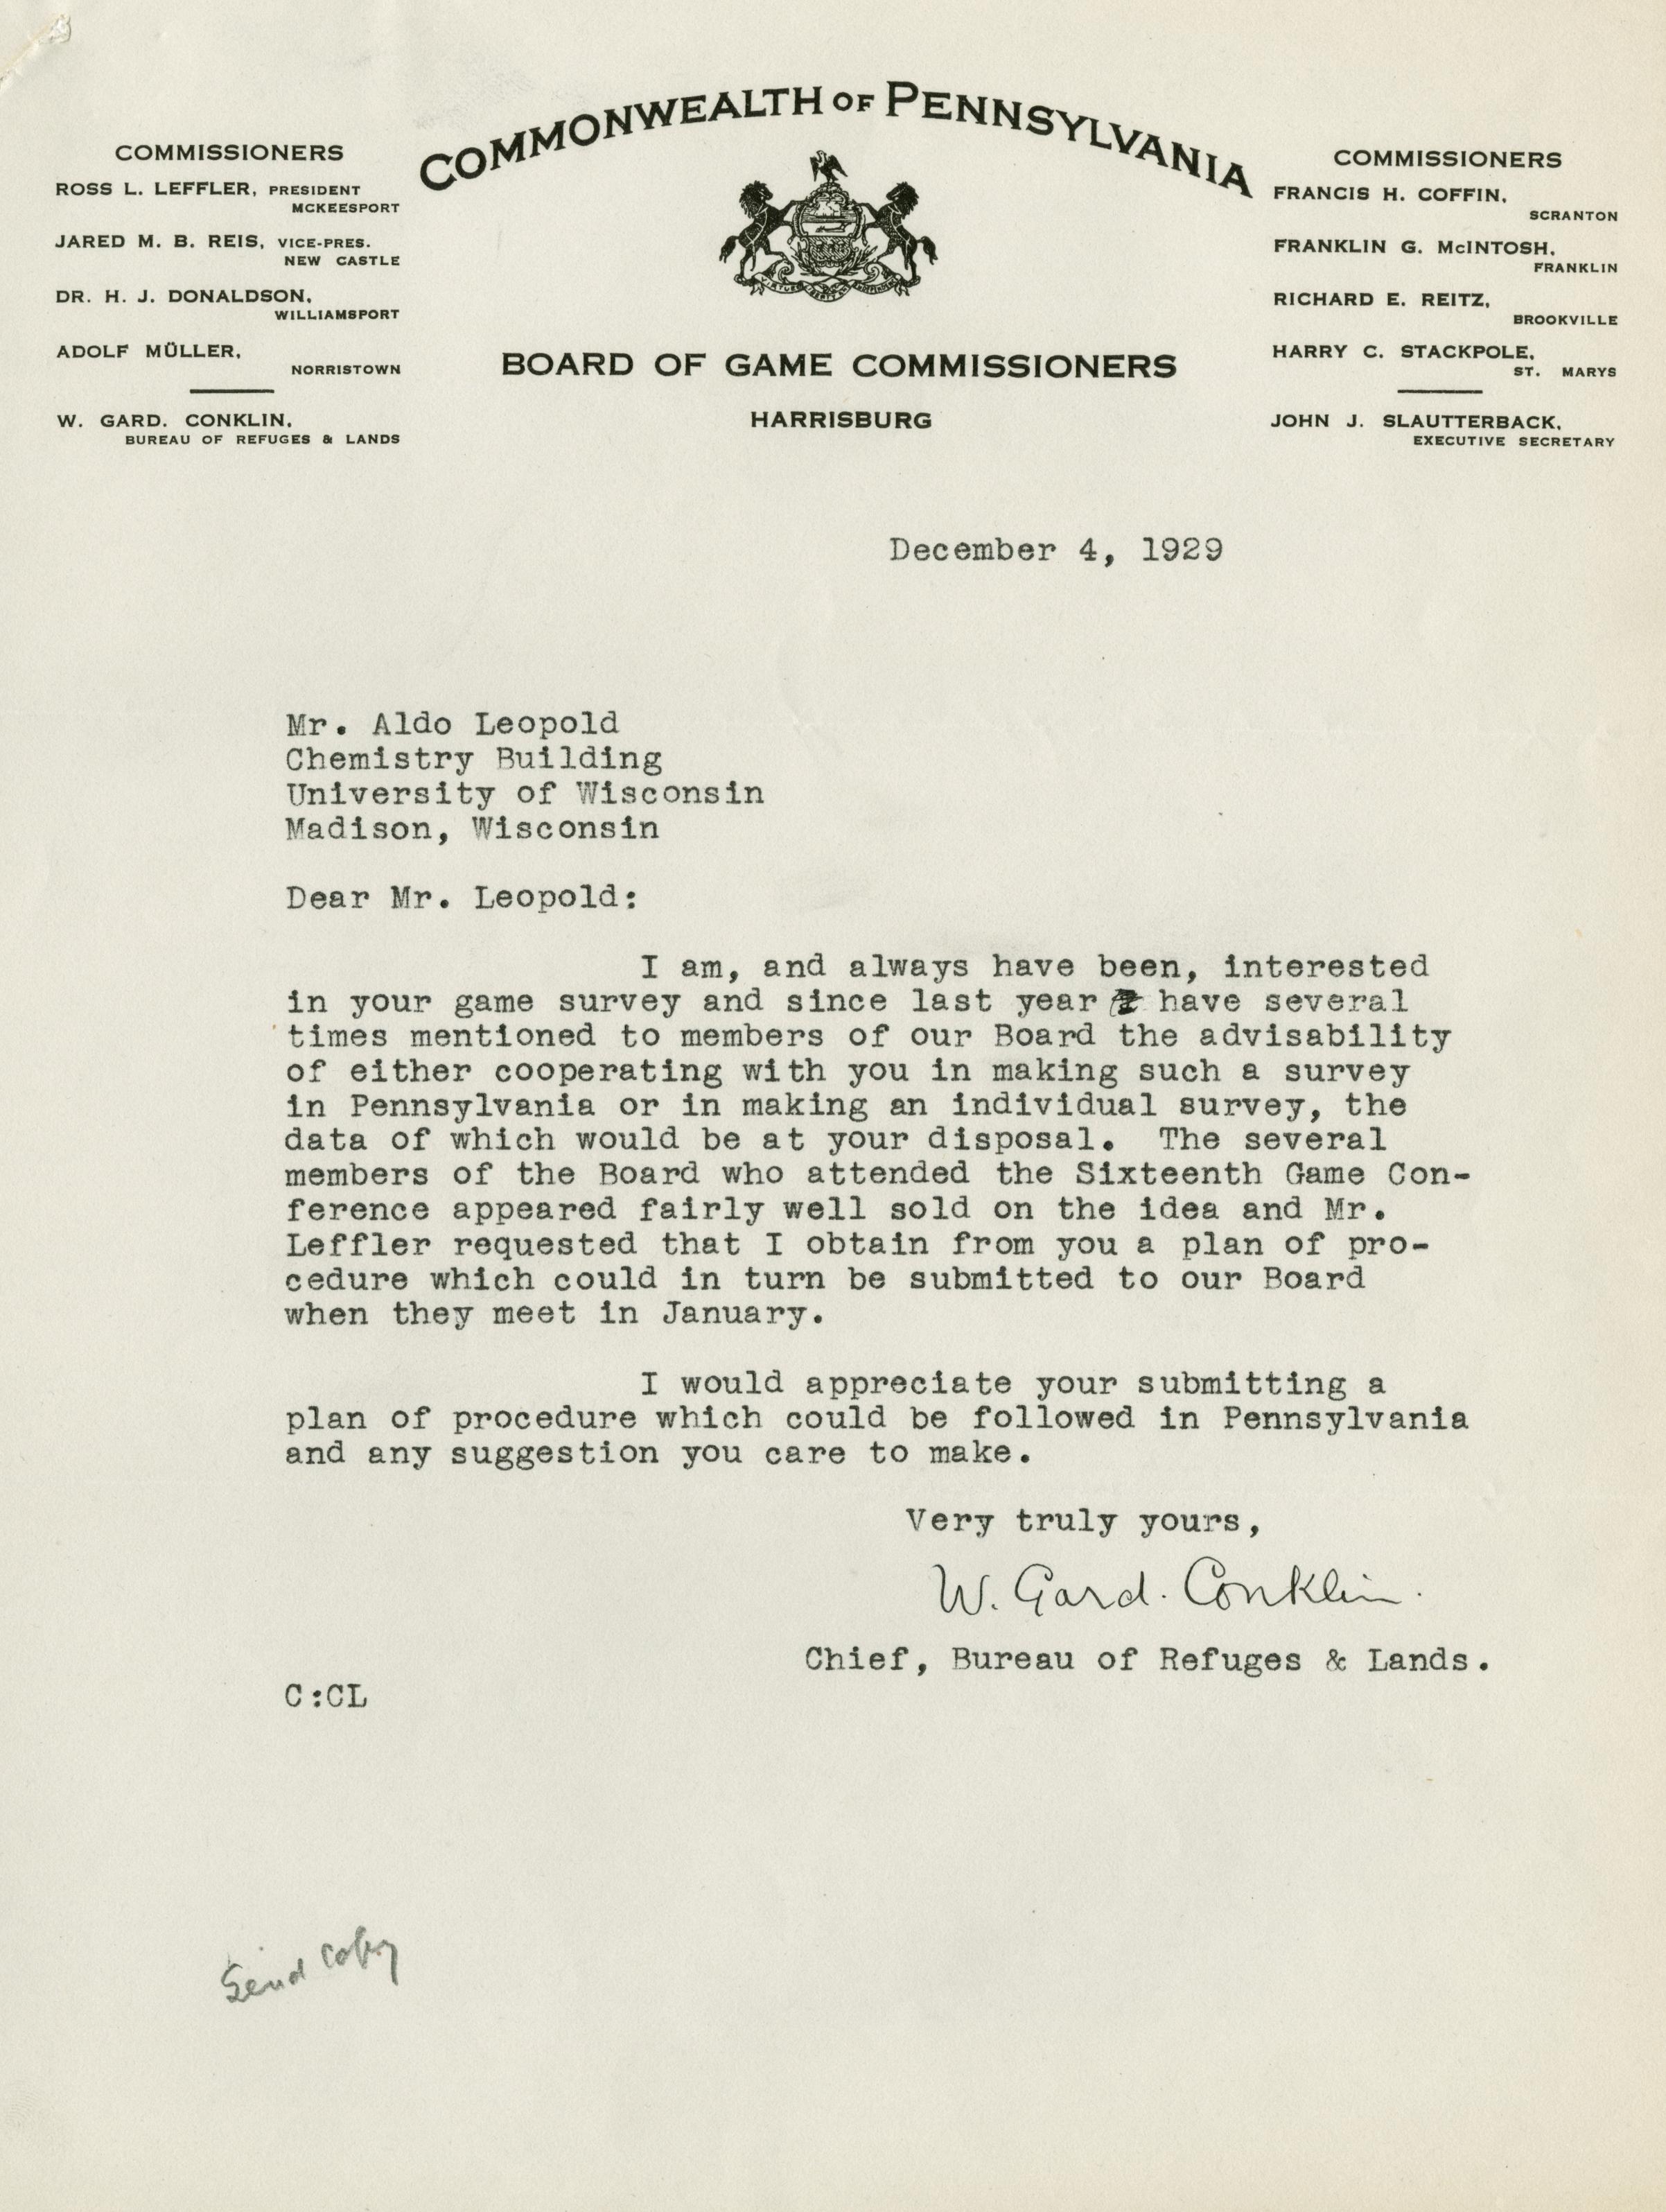 COMMONWEALTH OF PENNSYLVANIA
COMMISSIONERS
ROSS L. LEFFLER, PRESIDENT
MCKEESPORT
JARED M. B. REIS, VICE-PRES.
NEW CASTLE
DR. H. J. DONALDSON,
WILLIAMSPORT
ADOLF MÜLLER,
NORRISTOWN
W. GARD. CONKLIN,
BUREAU OF REFUGES & LANDS
BOARD OF GAME COMMISSIONERS
HARRISBURG
COMMISSIONERS
FRANCIS H. COFFIN,
SCRANTON
FRANKLIN G. McINTOSH,
FRANKLIN
RICHARD E. REITZ,
BROOKVILLE
HARRY C. STACKPOLE,
ST. MARYS
JOHN J. SLAUTTERBACK,
EXECUTIVE SECRETARY
December 4, 1929
Mr. Aldo Leopold
Chemistry Building
University of Wisconsin
Madison, Wisconsin
Dear Mr. Leopold:
I am, and always have been, interested
in your game survey and since last year I have several
times mentioned to members of our Board the advisability
of either cooperating with you in making such a survey
in Pennsylvania or in making an individual survey, the
data of which would be at your disposal. The several
members of the Board who attended the Sixteenth Game Con-
ference appeared fairly well sold on the idea and Mr.
Leffler requested that I obtain from you a plan of pro-
cedure which could in turn be submitted to our Board
when they meet in January.
I would appreciate your submitting a
plan of procedure which could be followed in Pennsylvania
and any suggestion you care to make.
Very truly yours,
W. Gard. Conklin.
Chief, Bureau of Refuges & Lands.
C:CL
Send copy